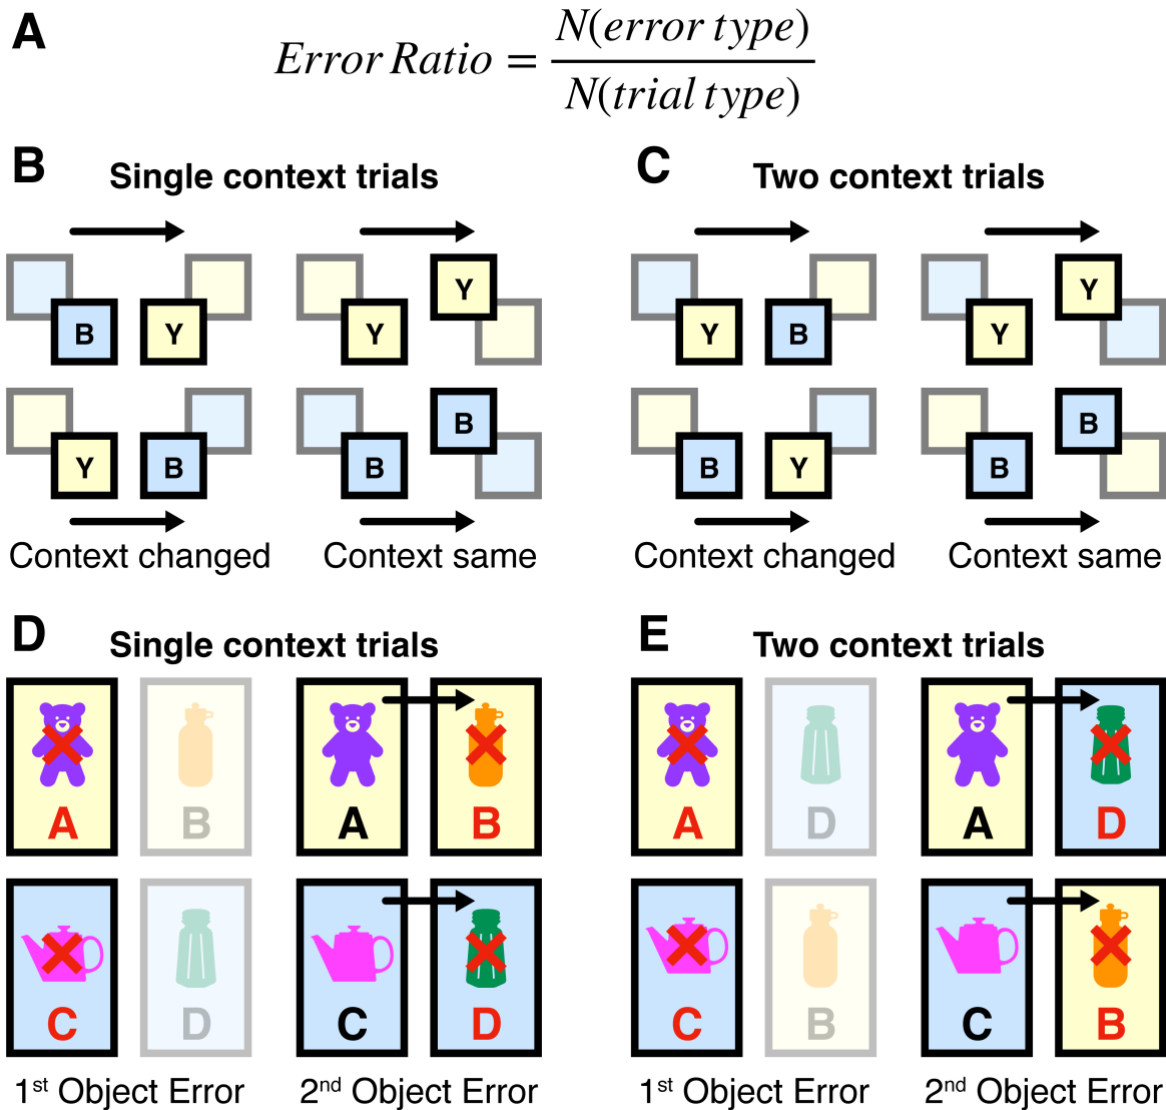 A
Error Ratio = N(error type) / N(trial type)
B
Single context trials
B Y
Y Y
Y B
B B
Context changed
Context same
C
Two context trials
Y B
Y Y
B Y
B B
Context changed
Context same
D
Single context trials
A B
A B
C D
C D
1st Object Error
2nd Object Error
E
Two context trials
A D
A D
C B
C B
1st Object Error
2nd Object Error